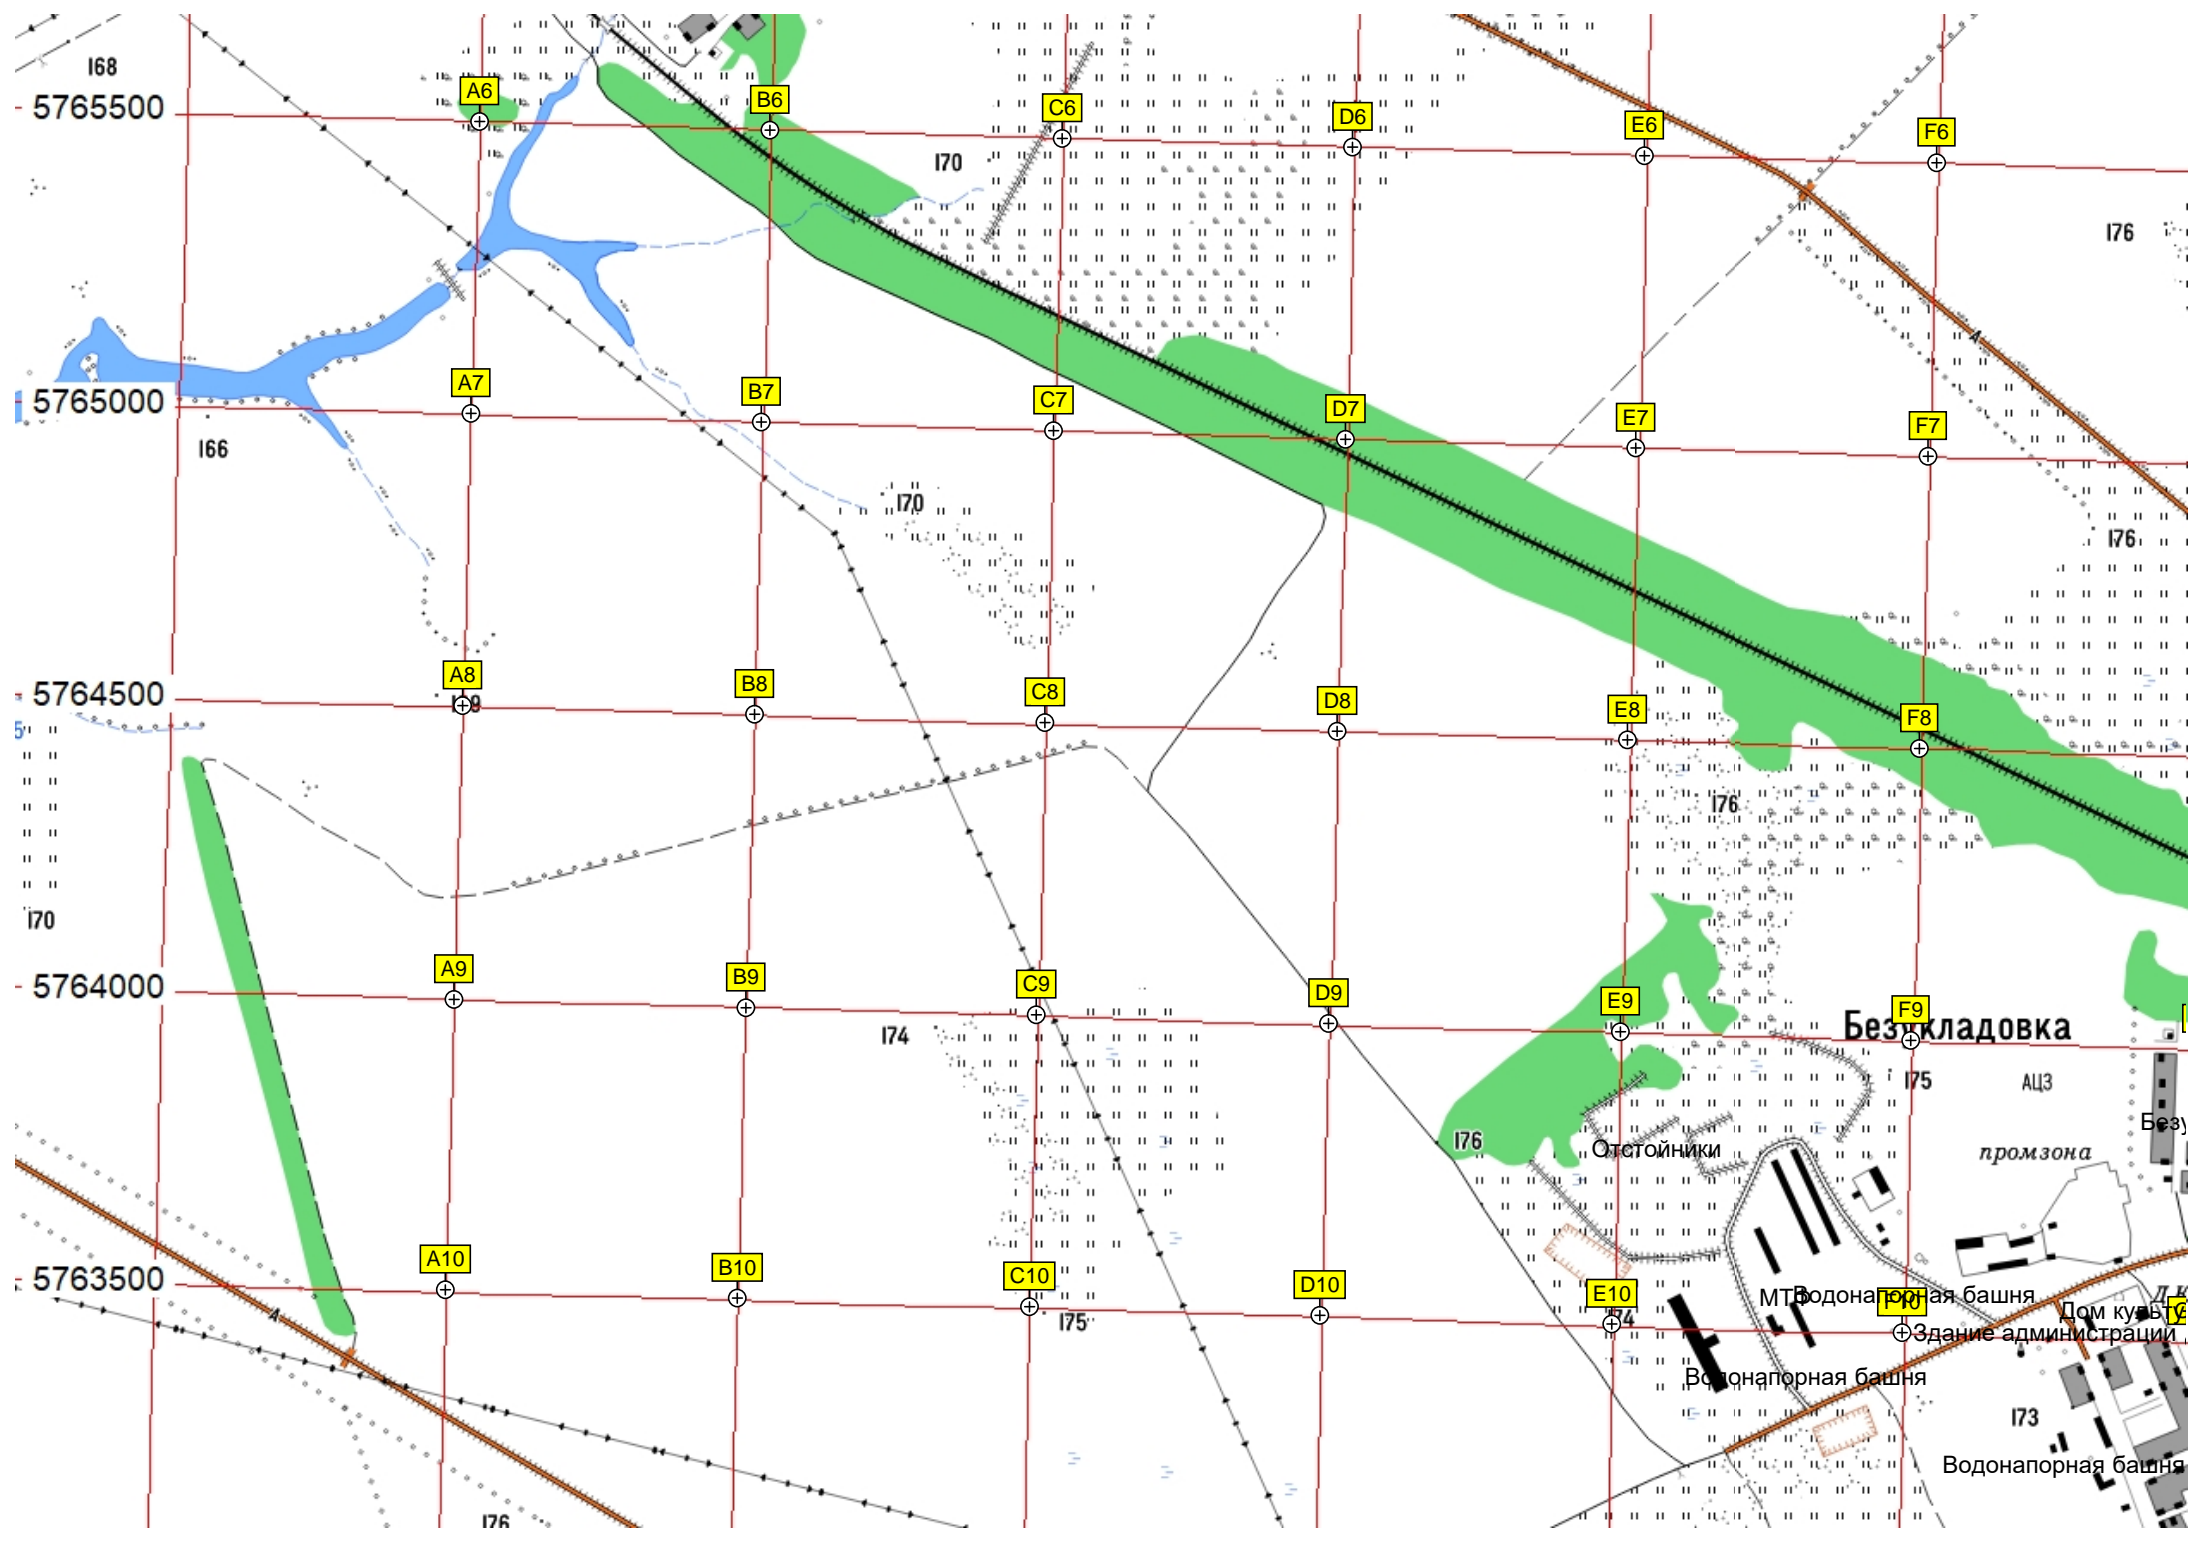 I68
A6
B6
C6
D6
E6
F6
5765500
I70
I76
A7
B7
C7
D7
E7
F7
5765000
I66
I70
I76
A8
B8
C8
D8
E8
F8
5764500
I76
I70
A9
B9
C9
D9
E9
F9
5764000
I74
Безукладовка
I75
АЦЗ
I76
Отстойники
промзона
A10
B10
C10
D10
E10
F10
5763500
I75
МТФ
Водонапорная башня
Здание администрации
Водонапорная башня
I73
Водонапорная башня
I76